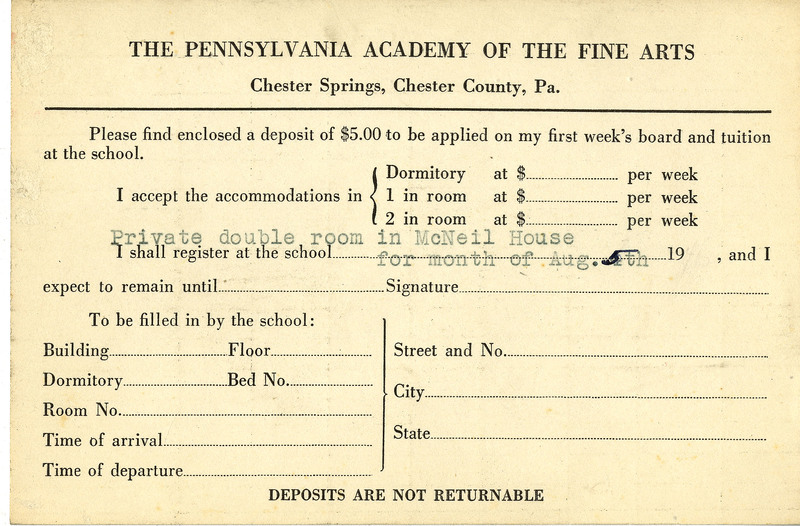 THE PENNSYLVANIA ACADEMY OF THE FINE ARTS
Chester Springs, Chester County, Pa.
Please find enclosed a deposit of $5.00 to be applied on my first week's board and tuition
at the school.
I accept the accommodations in
Dormitory at $ per week
1 in room at $ per week
2 in room at $ per week
Private double room in McNeil House
I shall register at the school 19 , and I
for month of Aug. 5th
expect to remain until Signature
To be filled in by the school:
Building Floor
Dormitory Bed No.
Room No.
Time of arrival
Time of departure
Street and No.
City
State
DEPOSITS ARE NOT RETURNABLE